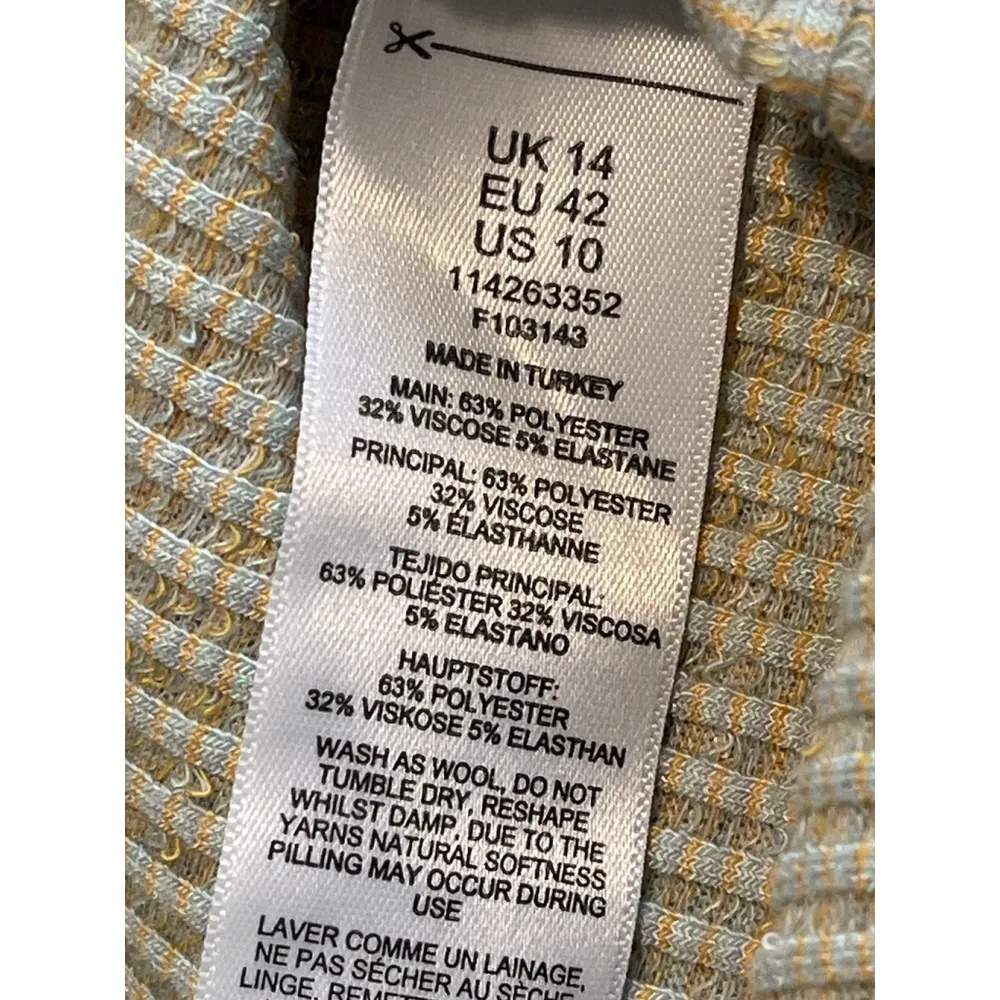 UK 14
EU 42
US 10
114263352
F103143
MADE IN TURKEY
MAIN: 63% POLYESTER
32% VISCOSE 5% ELASTANE
PRINCIPAL: 63% POLYESTER
32% VISCOSE
5% ÉLASTHANNE
TEJIDO PRINCIPAL:
63% POLIÉSTER 32% VISCOSA
5% ELASTANO
HAUPTSTOFF:
63% POLYESTER
32% VISKOSE 5% ELASTHAN
WASH AS WOOL, DO NOT
TUMBLE DRY, RESHAPE
WHILST DAMP, DUE TO THE
YARNS NATURAL SOFTNESS
PILLING MAY OCCUR DURING
USE
LAVER COMME UN LAINAGE,
NE PAS SÉCHER AU SÈCHE
LINGE,